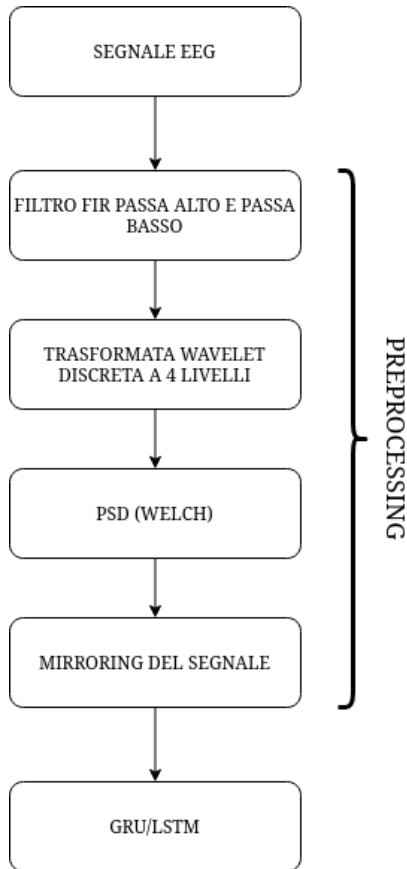 SEGNALE EEG
FILTRO FIR PASSA ALTO E PASSA
BASSO
TRASFORMATA WAVELET
DISCRETA A 4 LIVELLI
PSD (WELCH)
MIRRORING DEL SEGNALE
GRU/LSTM
PREPROCESSING